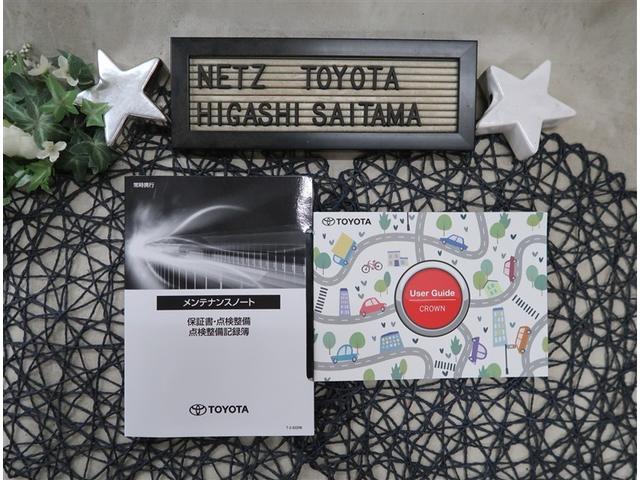 NETZ TOYOTA
HIGASHI SAITAMA
常時携行
メンテナンスノート
保証書・点検整備
点検整備記録簿
TOYOTA
TOYOTA
User Guide
CROWN